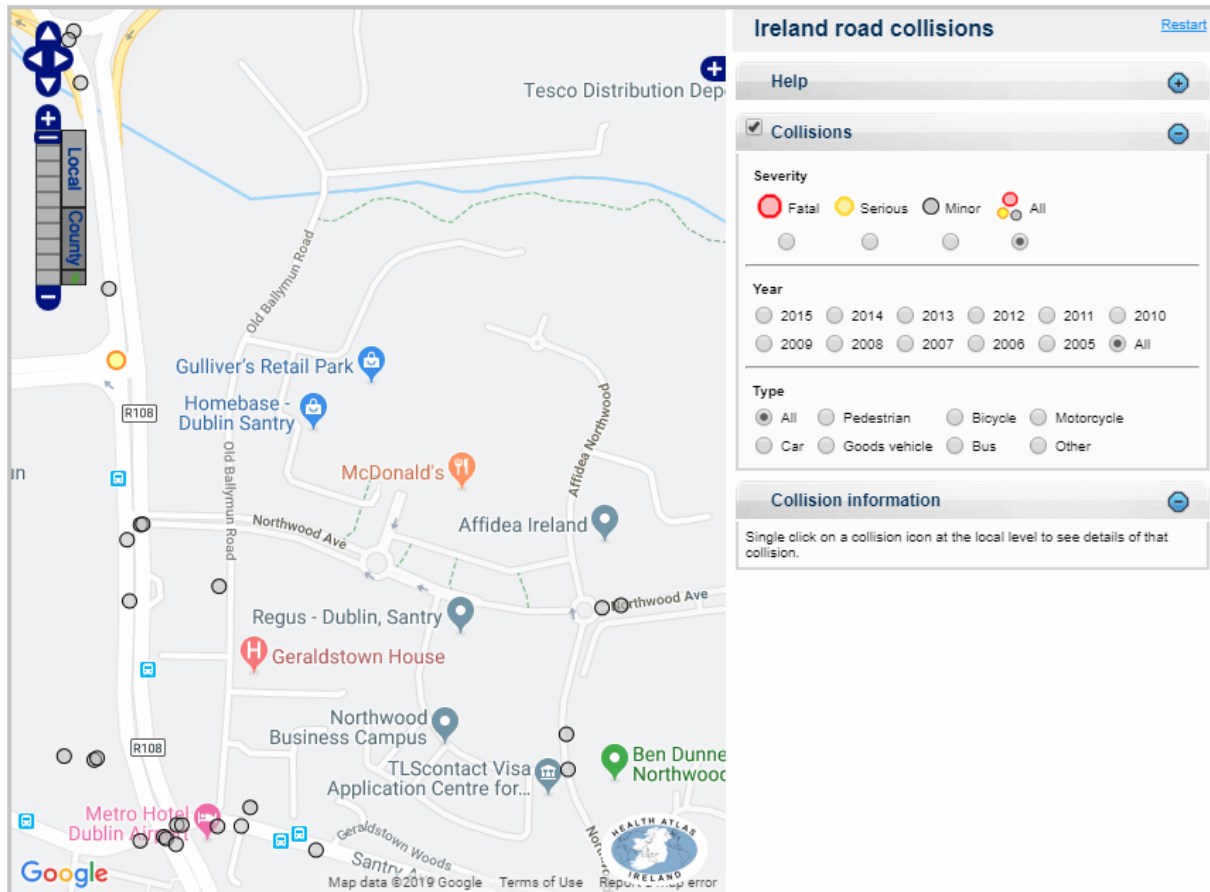 Tesco Distribution Dep
Local
County
Old Ballymun Road
Gulliver's Retail Park
Homebase -
Dublin Santry
R108
McDonald's
Affidea Northwood
Old Ballymun Road
Affidea Ireland
Northwood Ave
Northwood Ave
Regus - Dublin, Santry
H
Geraldstown House
Northwood
Business Campus
R108
Ben Dunne
Northwood
TLScontact Visa
Application Centre for...
Metro Hotel
Dublin Airport
Geraldstown Woods
HEALTH ATLAS
IRELAND
Google
Map data ©2019 Google Terms of Use Report a map error
Ireland road collisions
Restart
Help
Collisions
Severity
Fatal Serious Minor All
Year
2015 2014 2013 2012 2011 2010
2009 2008 2007 2006 2005 All
Type
All Pedestrian Bicycle Motorcycle
Car Goods vehicle Bus Other
Collision information
Single click on a collision icon at the local level to see details of that
collision.